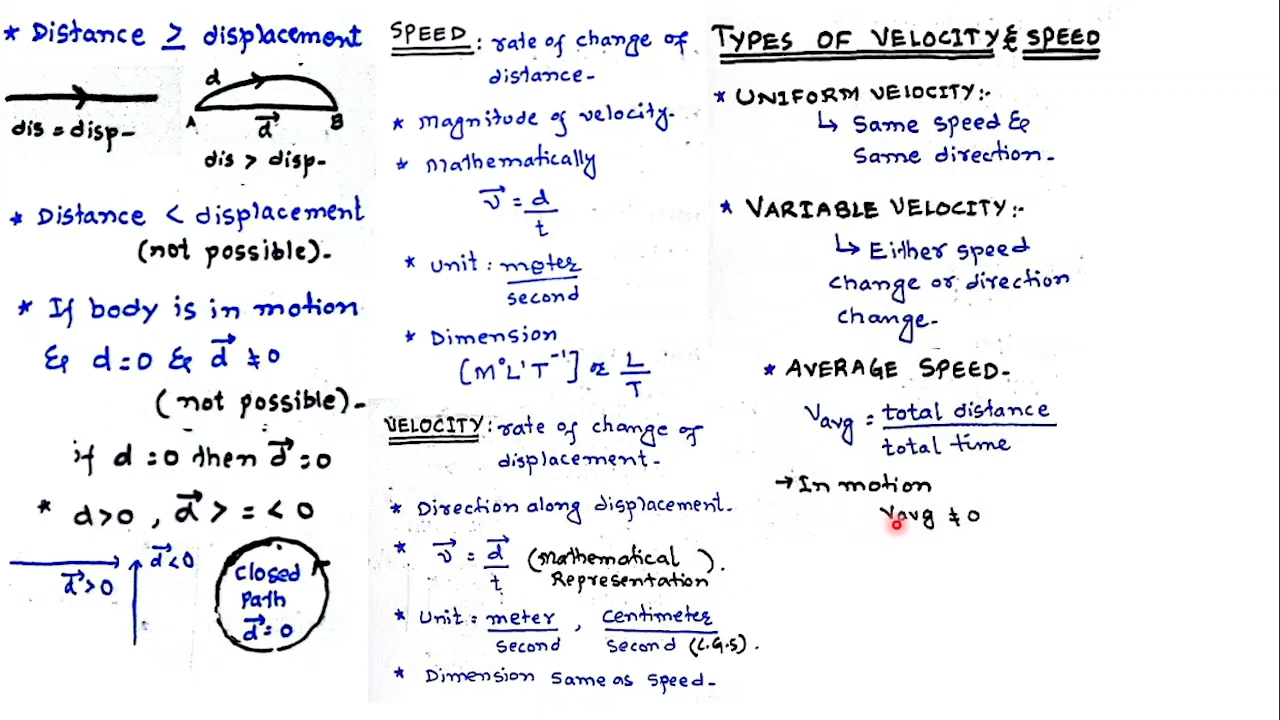 * Distance ≥ displacement
dis = disp-
d
A
d⃗
B
dis > disp-
* Distance < displacement
(not possible)-
* If body is in motion
& d=0 & d⃗ ≠ 0
(not possible)-
if d =0 then d⃗ =0
* d>0 , d⃗ > = < 0
d⃗ >0
d⃗ <0
Closed
Path
d⃗ = 0
SPEED : rate of change of
distance-
* Magnitude of velocity.
* Mathematically
v⃗ = d/t
* Unit : meter/second
* Dimension
[M⁰L¹T⁻¹] or L/T
VELOCITY : rate of change of
displacement-
* Direction along displacement.
* v⃗ = d⃗/t (Mathematical
Representation).
* Unit : meter/second , centimeter/second (C.G.S) .
* Dimension same as speed-
TYPES OF VELOCITY & SPEED
* UNIFORM VELOCITY:-
↳ Same speed &
Same direction-
* VARIABLE VELOCITY:-
↳ Either speed
change or direction
change-
* AVERAGE SPEED-
Vavg = total distance/total time
→ In motion
Vavg ≠ 0